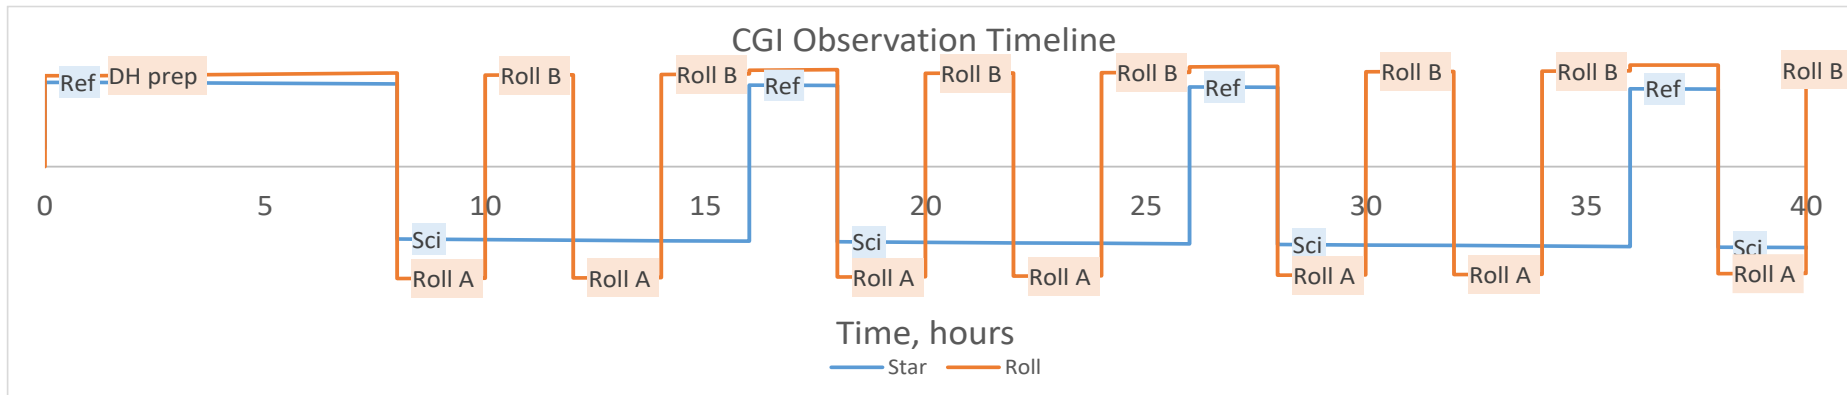 CGI Observation Timeline
Ref DH prep Roll B Roll B Ref Roll B Roll B Ref Roll B Roll B Ref Roll B
0 5 10 15 20 25 30 35 40
Sci Sci Sci Sci
Roll A Roll A Roll A Roll A Roll A Roll A Roll A
Time, hours
Star Roll